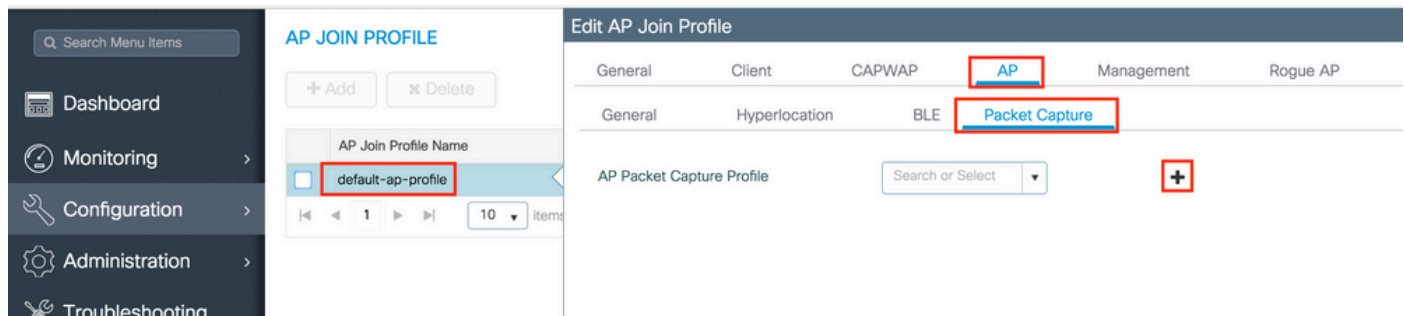 Search Menu Items
Dashboard
Monitoring
Configuration
Administration
Troubleshooting
AP JOIN PROFILE
+ Add
× Delete
AP Join Profile Name
default-ap-profile
1
10
items
Edit AP Join Profile
General Client CAPWAP AP Management Rogue AP
General Hyperlocation BLE Packet Capture
AP Packet Capture Profile
Search or Select
+